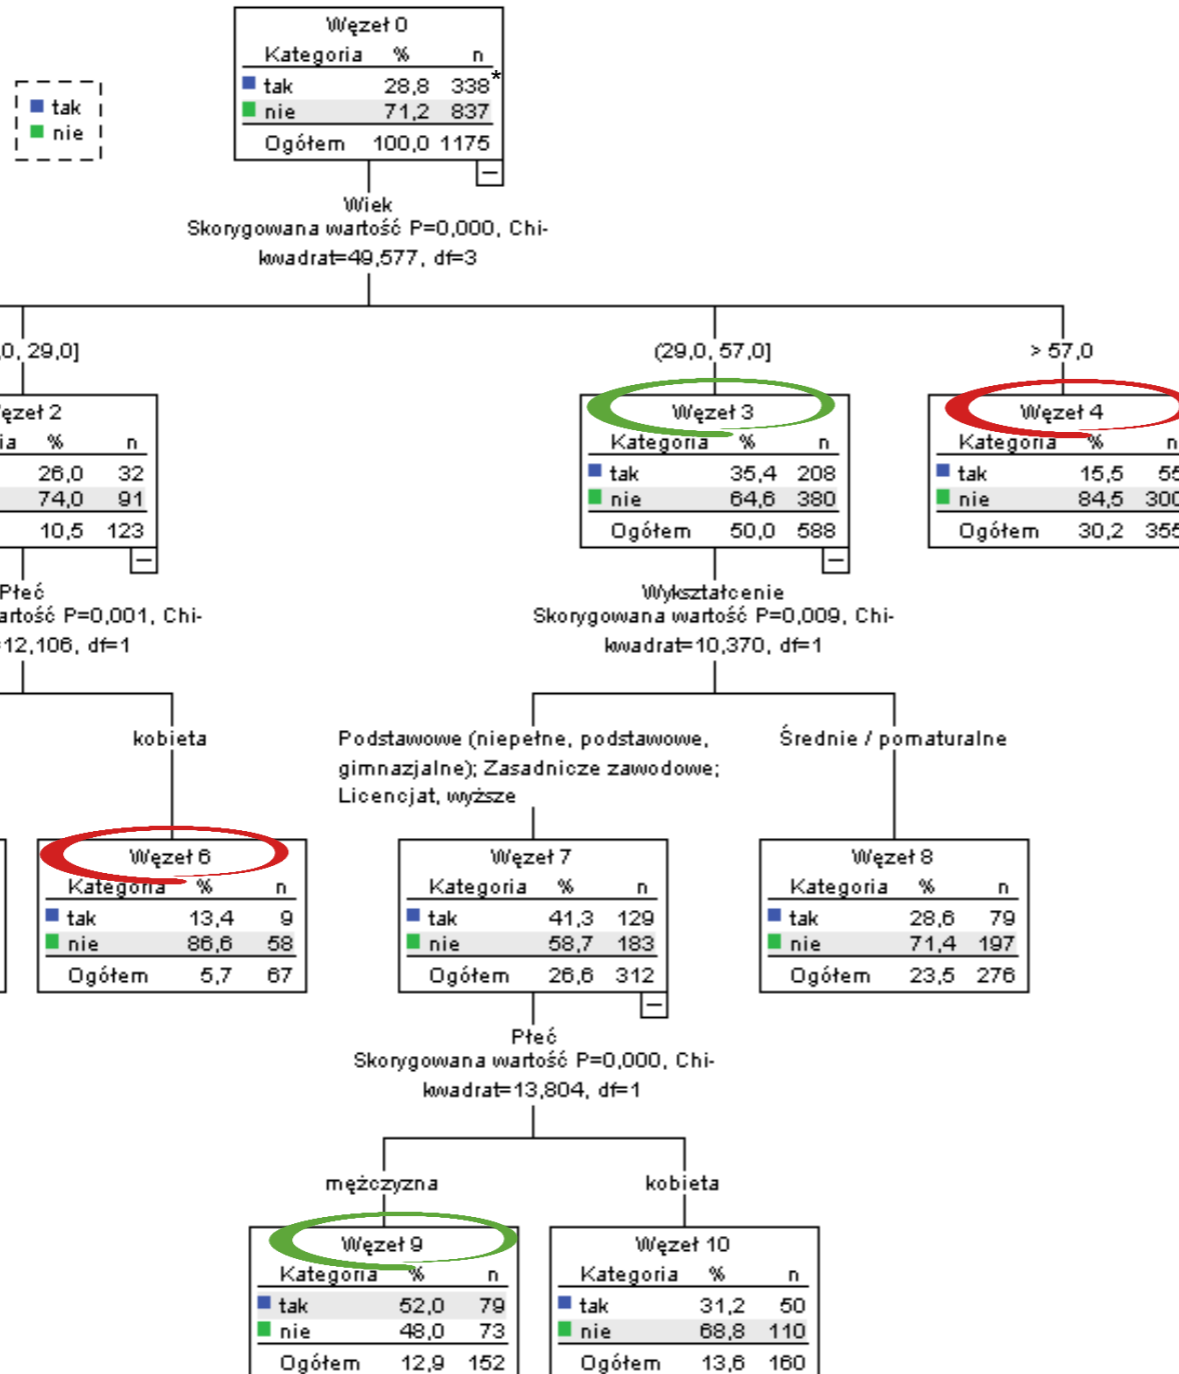 Węzeł 0
Kategoria % n
tak 28,8 338*
nie 71,2 837
Ogółem 100,0 1175
tak
nie
Wiek
Skorygowana wartość P=0,000, Chi-
kwadrat=49,577, df=3
,0, 29,0]
(29,0, 57,0]
> 57,0
ęzeł 2
ia % n
26,0 32
74,0 91
10,5 123
Węzeł 3
Kategoria % n
tak 35,4 208
nie 64,6 380
Ogółem 50,0 588
Węzeł 4
Kategoria % n
tak 15,5 55
nie 84,5 300
Ogółem 30,2 355
Płeć
artość P=0,001, Chi-
=12,106, df=1
Wykształcenie
Skorygowana wartość P=0,009, Chi-
kwadrat=10,370, df=1
kobieta
Podstawowe (niepełne, podstawowe,
gimnazjalne); Zasadnicze zawodowe;
Licencjat, wyższe
Średnie / pomaturalne
Węzeł 6
Kategoria % n
tak 13,4 9
nie 86,6 58
Ogółem 5,7 67
Węzeł 7
Kategoria % n
tak 41,3 129
nie 58,7 183
Ogółem 26,6 312
Węzeł 8
Kategoria % n
tak 28,6 79
nie 71,4 197
Ogółem 23,5 276
Płeć
Skorygowana wartość P=0,000, Chi-
kwadrat=13,804, df=1
mężczyzna
kobieta
Węzeł 9
Kategoria % n
tak 52,0 79
nie 48,0 73
Ogółem 12,9 152
Węzeł 10
Kategoria % n
tak 31,2 50
nie 68,8 110
Ogółem 13,6 160